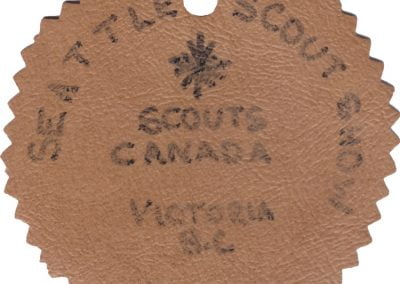 SEATTLE SCOUT SHOW
SCOUTS
CANADA
VICTORIA
B.C